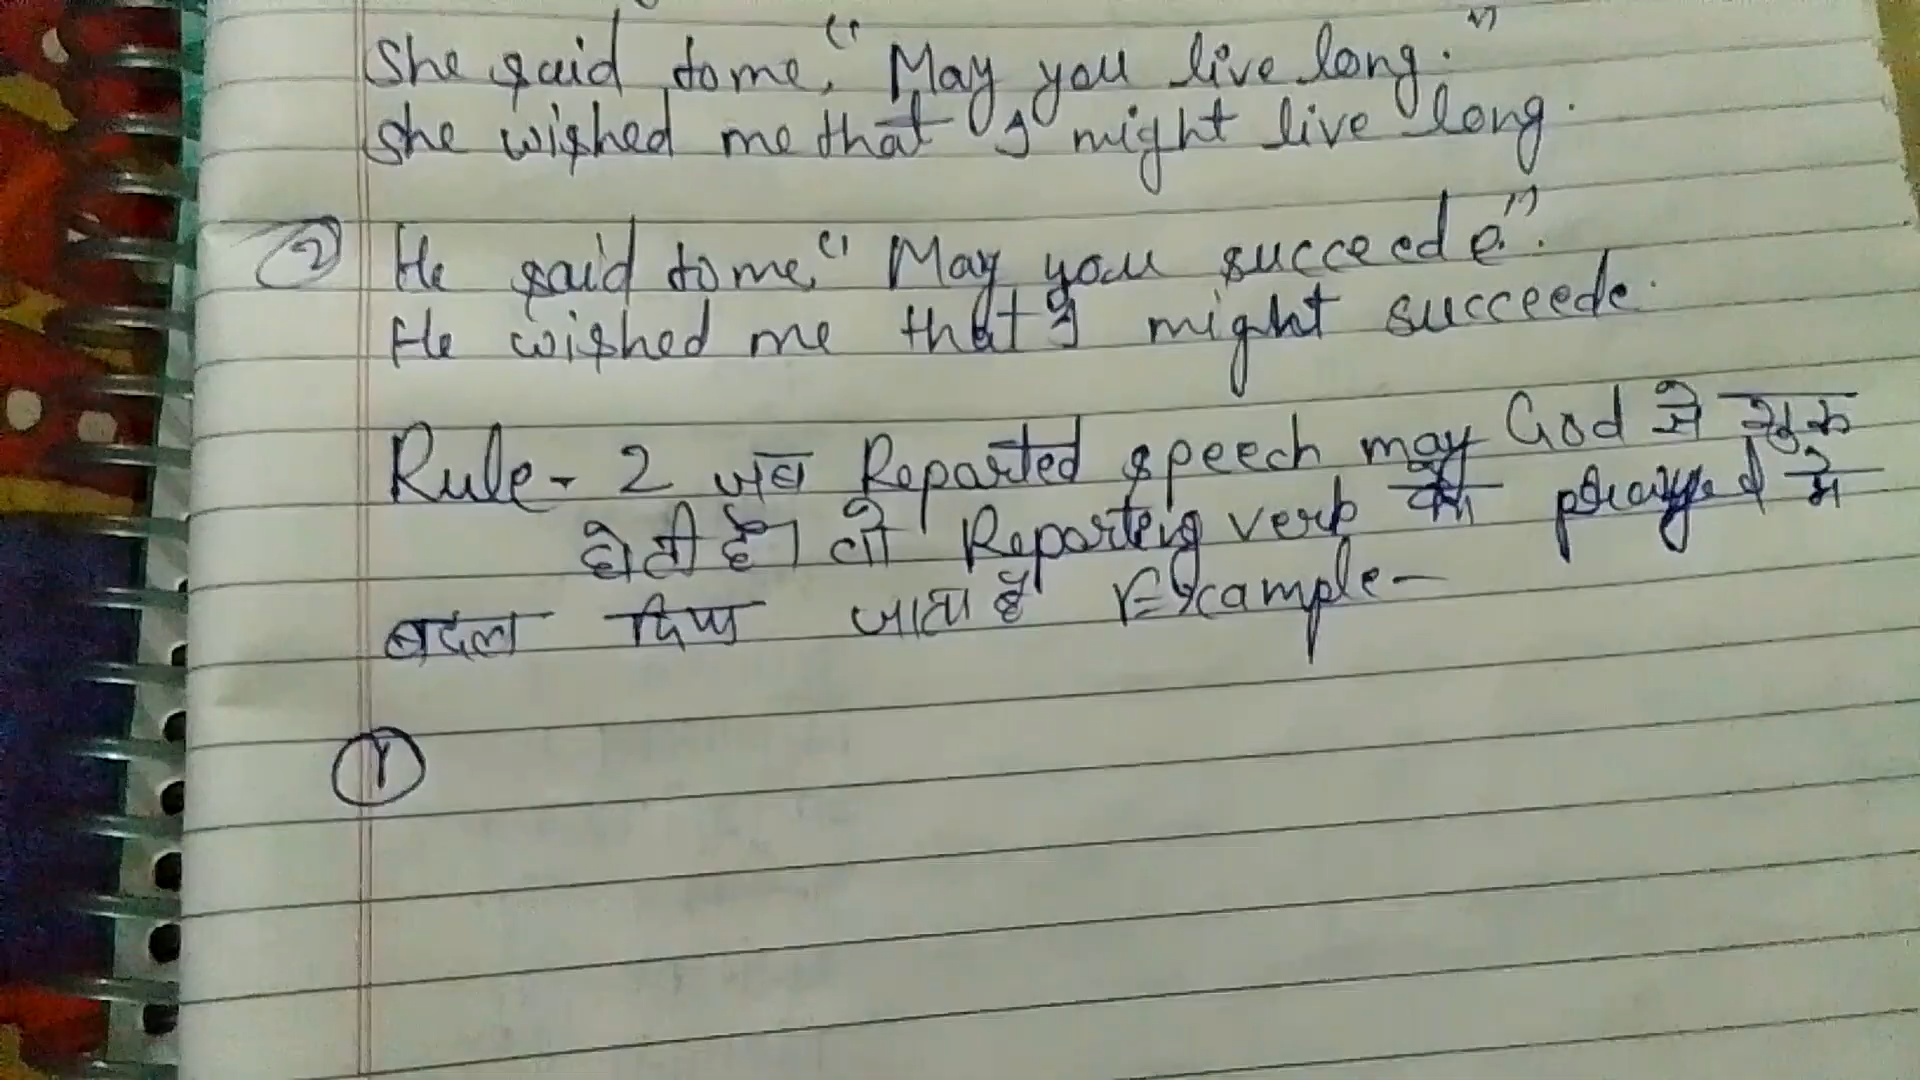 She said to me, "May you live long."
She wished me that I might live long.
② He said to me, "May you succeede".
He wished me that I might succeede.
Rule - 2 जब Reported speech may God से शुरू
होती है। तो Reporteing verb को prayed में
बदल दिया जाता है Example -
①